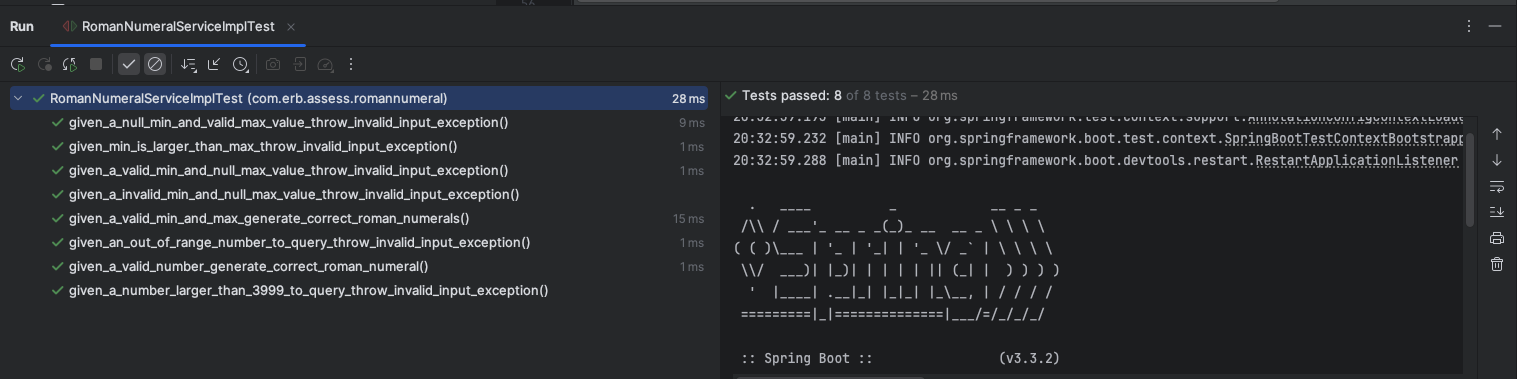 Run RomanNumeralServiceImplTest
RomanNumeralServiceImplTest (com.erb.assess.romannumeral) 28 ms
given_a_null_min_and_valid_max_value_throw_invalid_input_exception() 9 ms
given_min_is_larger_than_max_throw_invalid_input_exception() 1 ms
given_a_valid_min_and_null_max_value_throw_invalid_input_exception() 1 ms
given_a_invalid_min_and_null_max_value_throw_invalid_input_exception()
given_a_valid_min_and_max_generate_correct_roman_numerals() 15 ms
given_an_out_of_range_number_to_query_throw_invalid_input_exception() 1 ms
given_a_valid_number_generate_correct_roman_numeral() 1 ms
given_a_number_larger_than_3999_to_query_throw_invalid_input_exception()
Tests passed: 8 of 8 tests – 28 ms
20:32:59.193 [main] INFO org.springframework.test.context.support.AnnotationConfigContextLoade
20:32:59.232 [main] INFO org.springframework.boot.test.context.SpringBootTestContextBootstrapp
20:32:59.288 [main] INFO org.springframework.boot.devtools.restart.RestartApplicationListener
  .   ____          _            __ _ _
 /\\ / ___'_ __ _ _(_)_ __  __ _ \ \ \ \
( ( )\___ | '_ | '_| | '_ \/ _` | \ \ \ \
 \\/  ___)| |_)| | | | | || (_| |  ) ) ) )
  '  |____| .__|_| |_|_| |_\__, | / / / /
 =========|_|==============|___/=/_/_/_/
:: Spring Boot :: (v3.3.2)